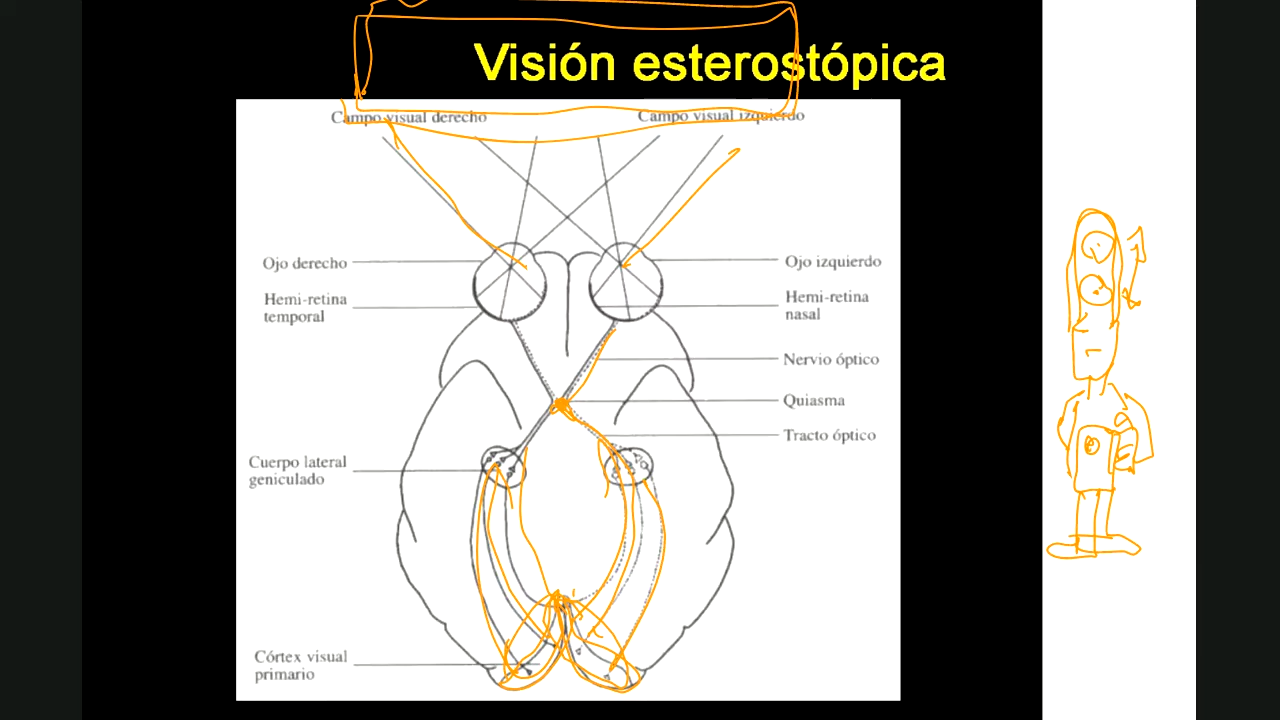 Visión esterostópica
Campo visual derecho
Campo visual izquierdo
Ojo derecho
Ojo izquierdo
Hemi-retina
temporal
Hemi-retina
nasal
Nervio óptico
Quiasma
Tracto óptico
Cuerpo lateral
geniculado
Córtex visual
primario